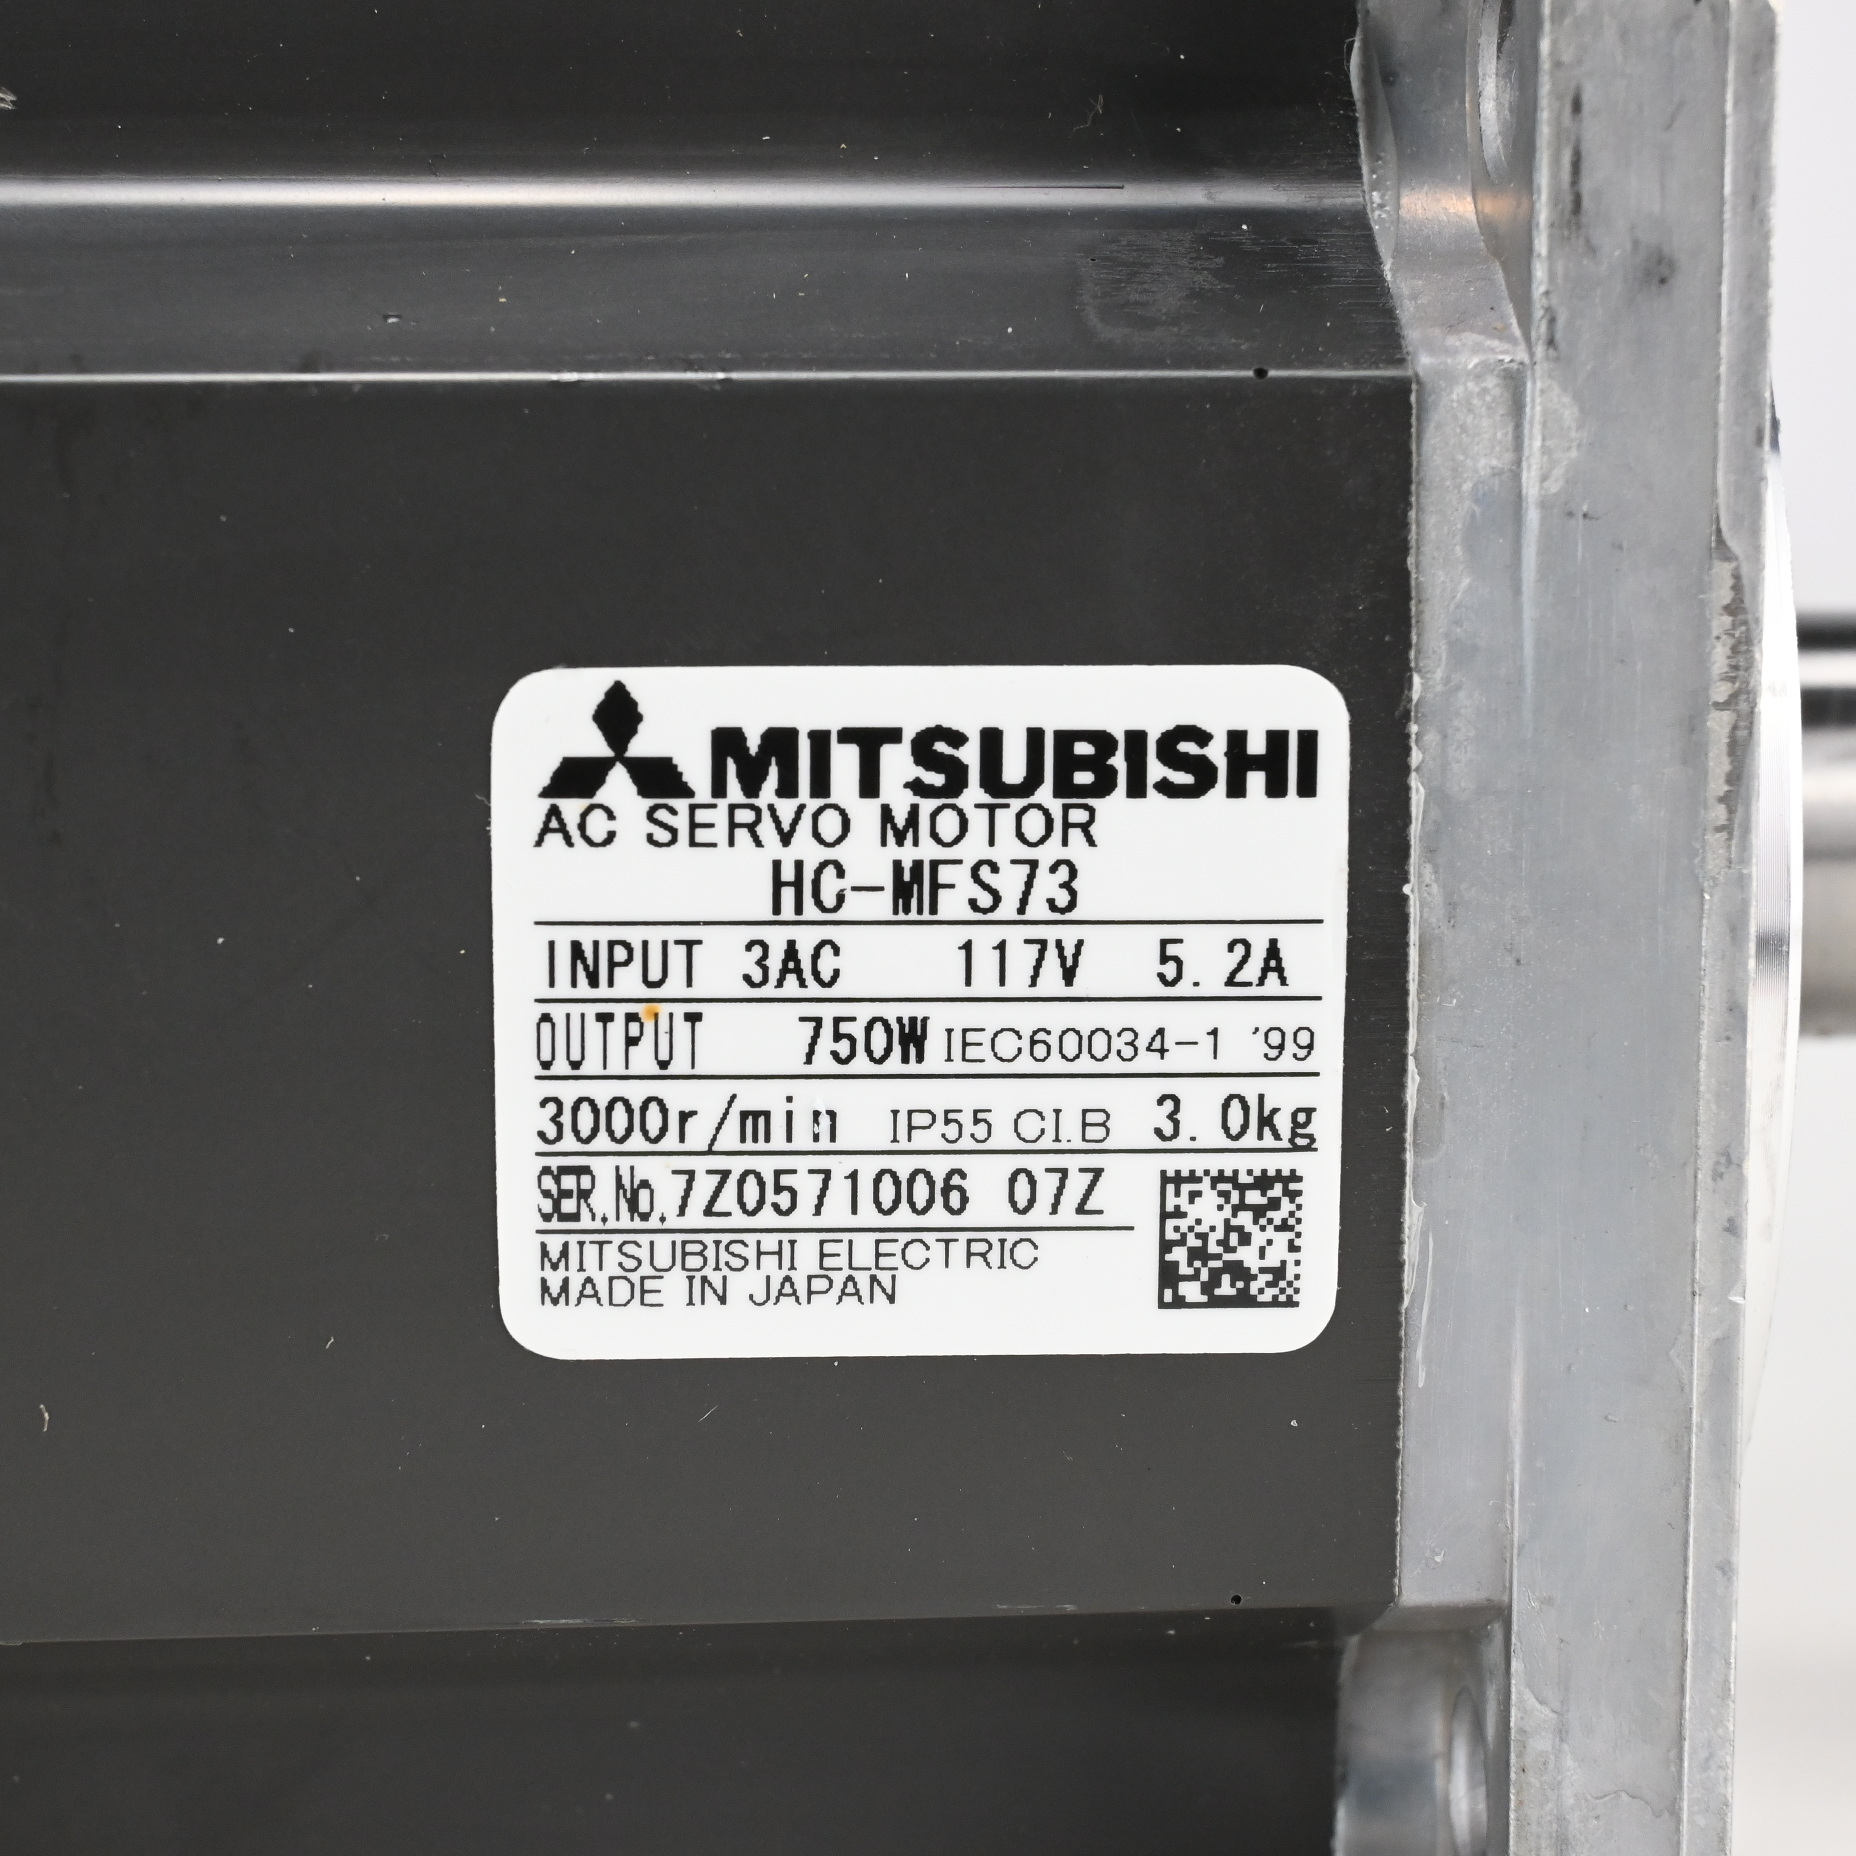 MITSUBISHI
AC SERVO MOTOR
HC-MFS73
INPUT 3AC 117V 5.2A
OUTPUT 750W IEC60034-1 '99
3000r/min IP55 CI.B 3.0kg
SER.No.7Z0571006 07Z
MITSUBISHI ELECTRIC
MADE IN JAPAN